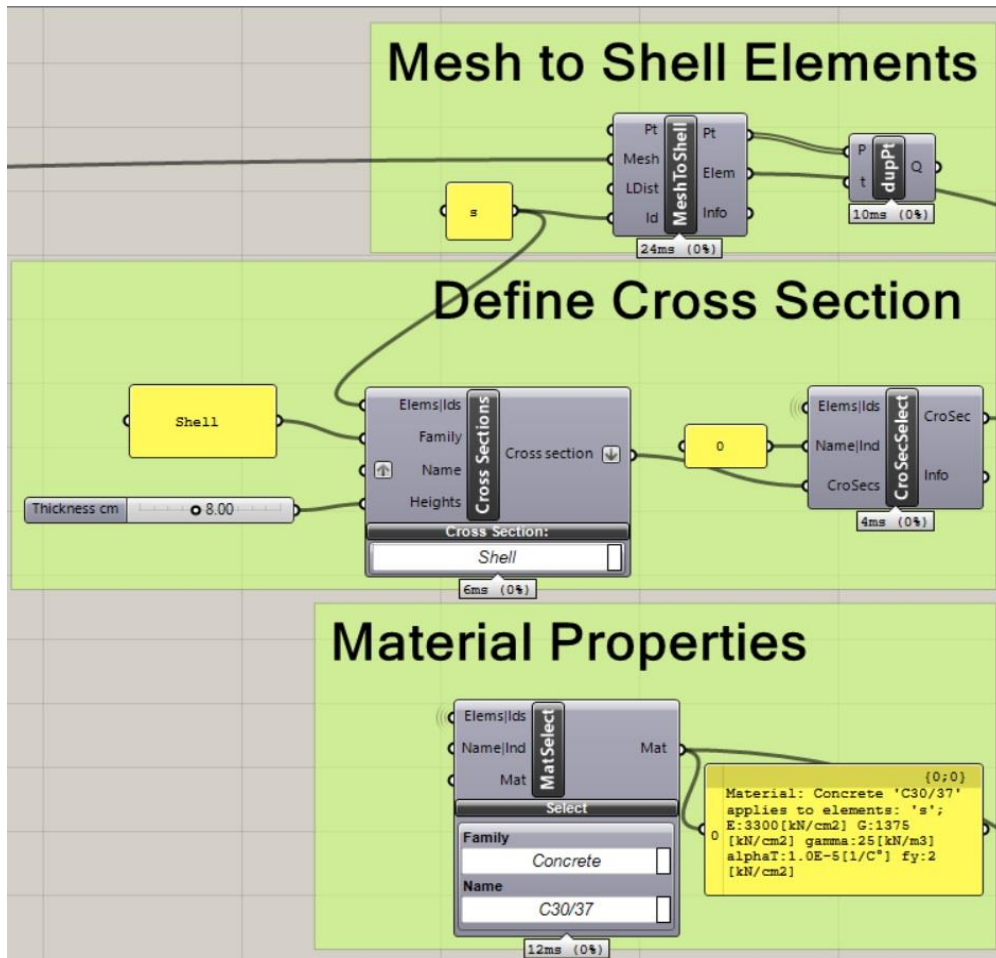 Mesh to Shell Elements
Pt
Mesh
LDist
Id
MeshToShell
Pt
Elem
Info
24ms (0%)
P
t
dupPt
Q
10ms (0%)
s
Define Cross Section
Shell
Thickness cm
8.00
Elems|Ids
Family
Name
Heights
Cross Sections
Cross section
Cross Section:
Shell
6ms (0%)
0
Elems|Ids
Name|Ind
CroSecs
CroSecSelect
CroSec
Info
4ms (0%)
Material Properties
Elems|Ids
Name|Ind
Mat
MatSelect
Mat
Select
Family
Concrete
Name
C30/37
12ms (0%)
{0;0}
0
Material: Concrete 'C30/37'
applies to elements: 's';
E:3300[kN/cm2] G:1375
[kN/cm2] gamma:25[kN/m3]
alphaT:1.0E-5[1/C°] fy:2
[kN/cm2]